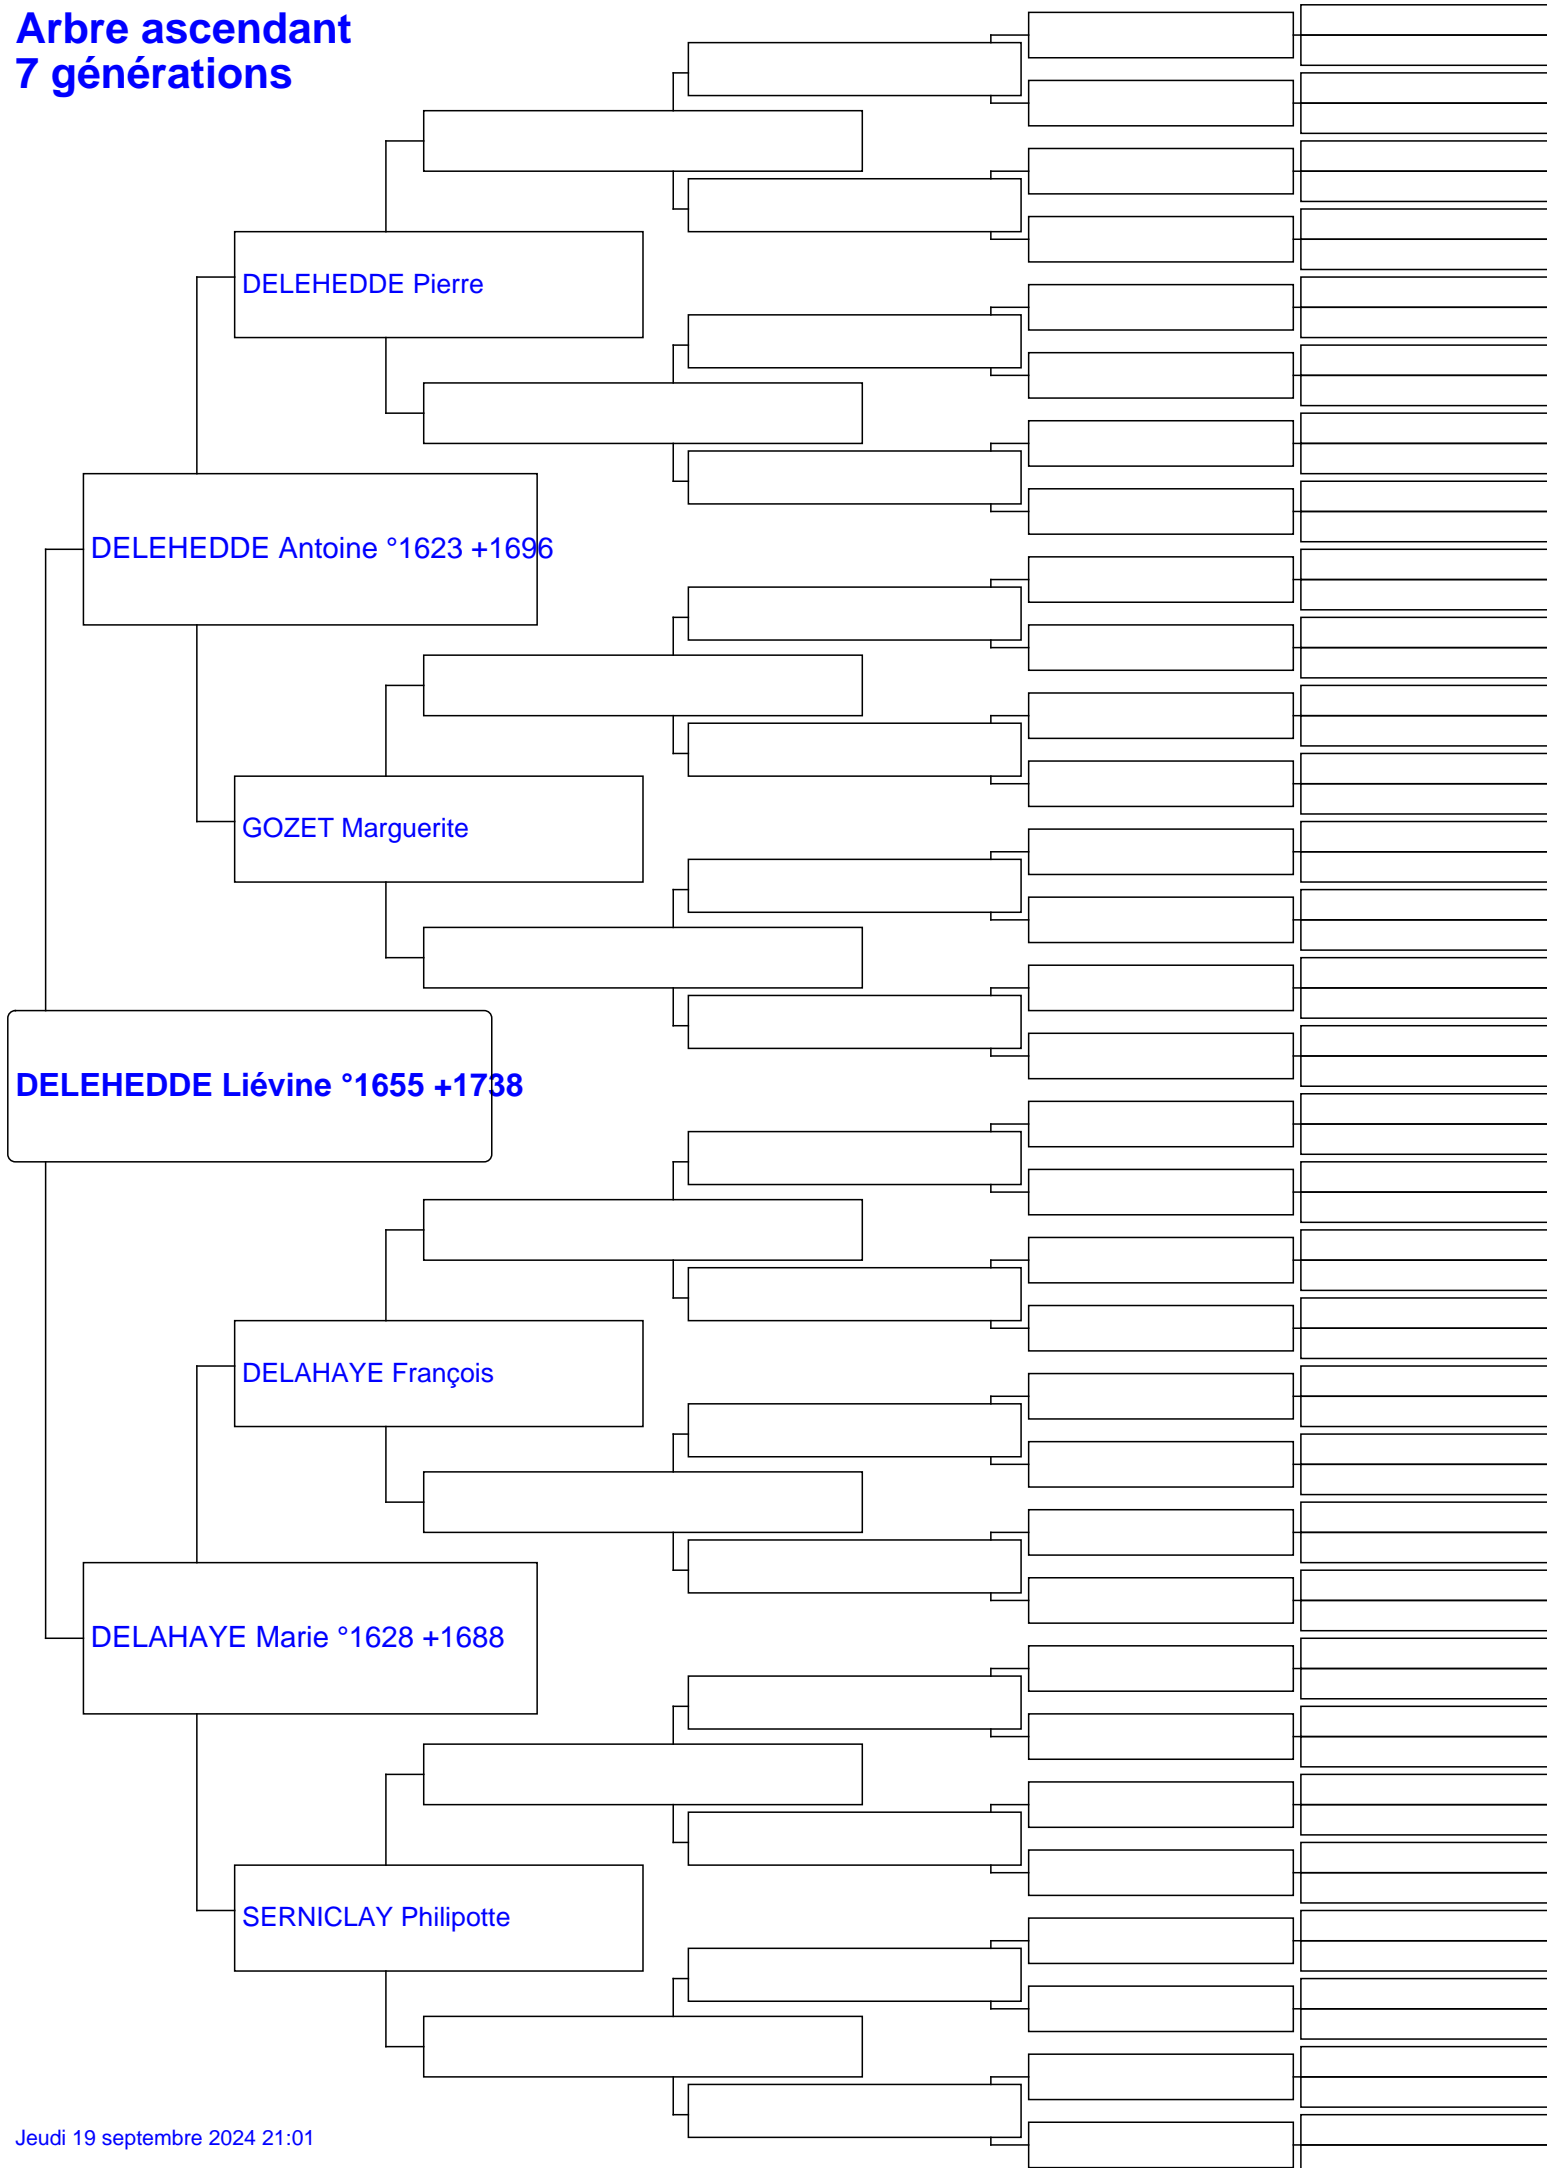 Arbre ascendant
7 générations
DELEHEDDE Pierre
DELEHEDDE Antoine °1623 +1696
GOZET Marguerite
DELEHEDDE Liévine °1655 +1738
DELAHAYE François
DELAHAYE Marie °1628 +1688
SERNICLAY Philipotte
Jeudi 19 septembre 2024 21:01